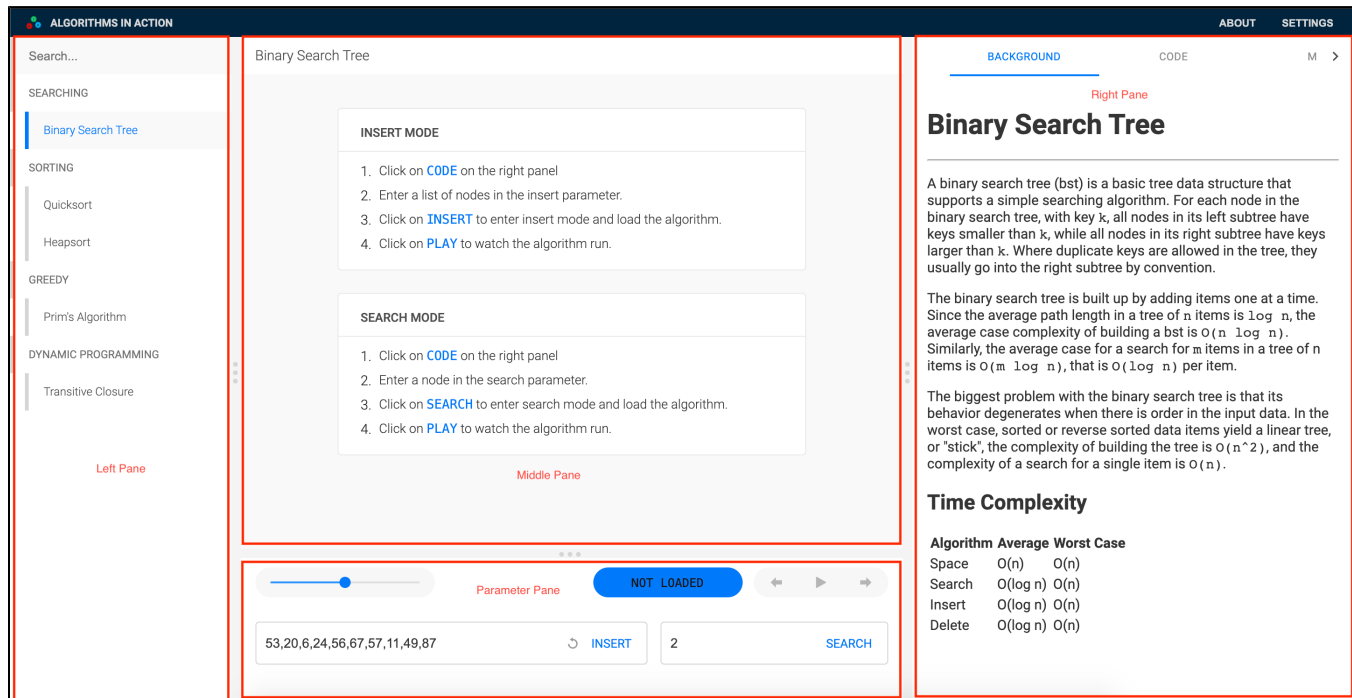 ALGORITHMS IN ACTION
ABOUT SETTINGS
Search...
SEARCHING
Binary Search Tree
SORTING
Quicksort
Heapsort
GREEDY
Prim's Algorithm
DYNAMIC PROGRAMMING
Transitive Closure
Left Pane
Binary Search Tree
INSERT MODE
1. Click on CODE on the right panel
2. Enter a list of nodes in the insert parameter.
3. Click on INSERT to enter insert mode and load the algorithm.
4. Click on PLAY to watch the algorithm run.
SEARCH MODE
1. Click on CODE on the right panel
2. Enter a node in the search parameter.
3. Click on SEARCH to enter search mode and load the algorithm.
4. Click on PLAY to watch the algorithm run.
Middle Pane
Parameter Pane
NOT LOADED
53,20,6,24,56,67,57,11,49,87
INSERT
2
SEARCH
BACKGROUND CODE M
Right Pane
Binary Search Tree
A binary search tree (bst) is a basic tree data structure that
supports a simple searching algorithm. For each node in the
binary search tree, with key k, all nodes in its left subtree have
keys smaller than k, while all nodes in its right subtree have keys
larger than k. Where duplicate keys are allowed in the tree, they
usually go into the right subtree by convention.
The binary search tree is built up by adding items one at a time.
Since the average path length in a tree of n items is log n, the
average case complexity of building a bst is O(n log n).
Similarly, the average case for a search for m items in a tree of n
items is O(m log n), that is O(log n) per item.
The biggest problem with the binary search tree is that its
behavior degenerates when there is order in the input data. In the
worst case, sorted or reverse sorted data items yield a linear tree,
or "stick", the complexity of building the tree is O(n^2), and the
complexity of a search for a single item is O(n).
Time Complexity
Algorithm Average Worst Case
Space O(n) O(n)
Search O(log n) O(n)
Insert O(log n) O(n)
Delete O(log n) O(n)